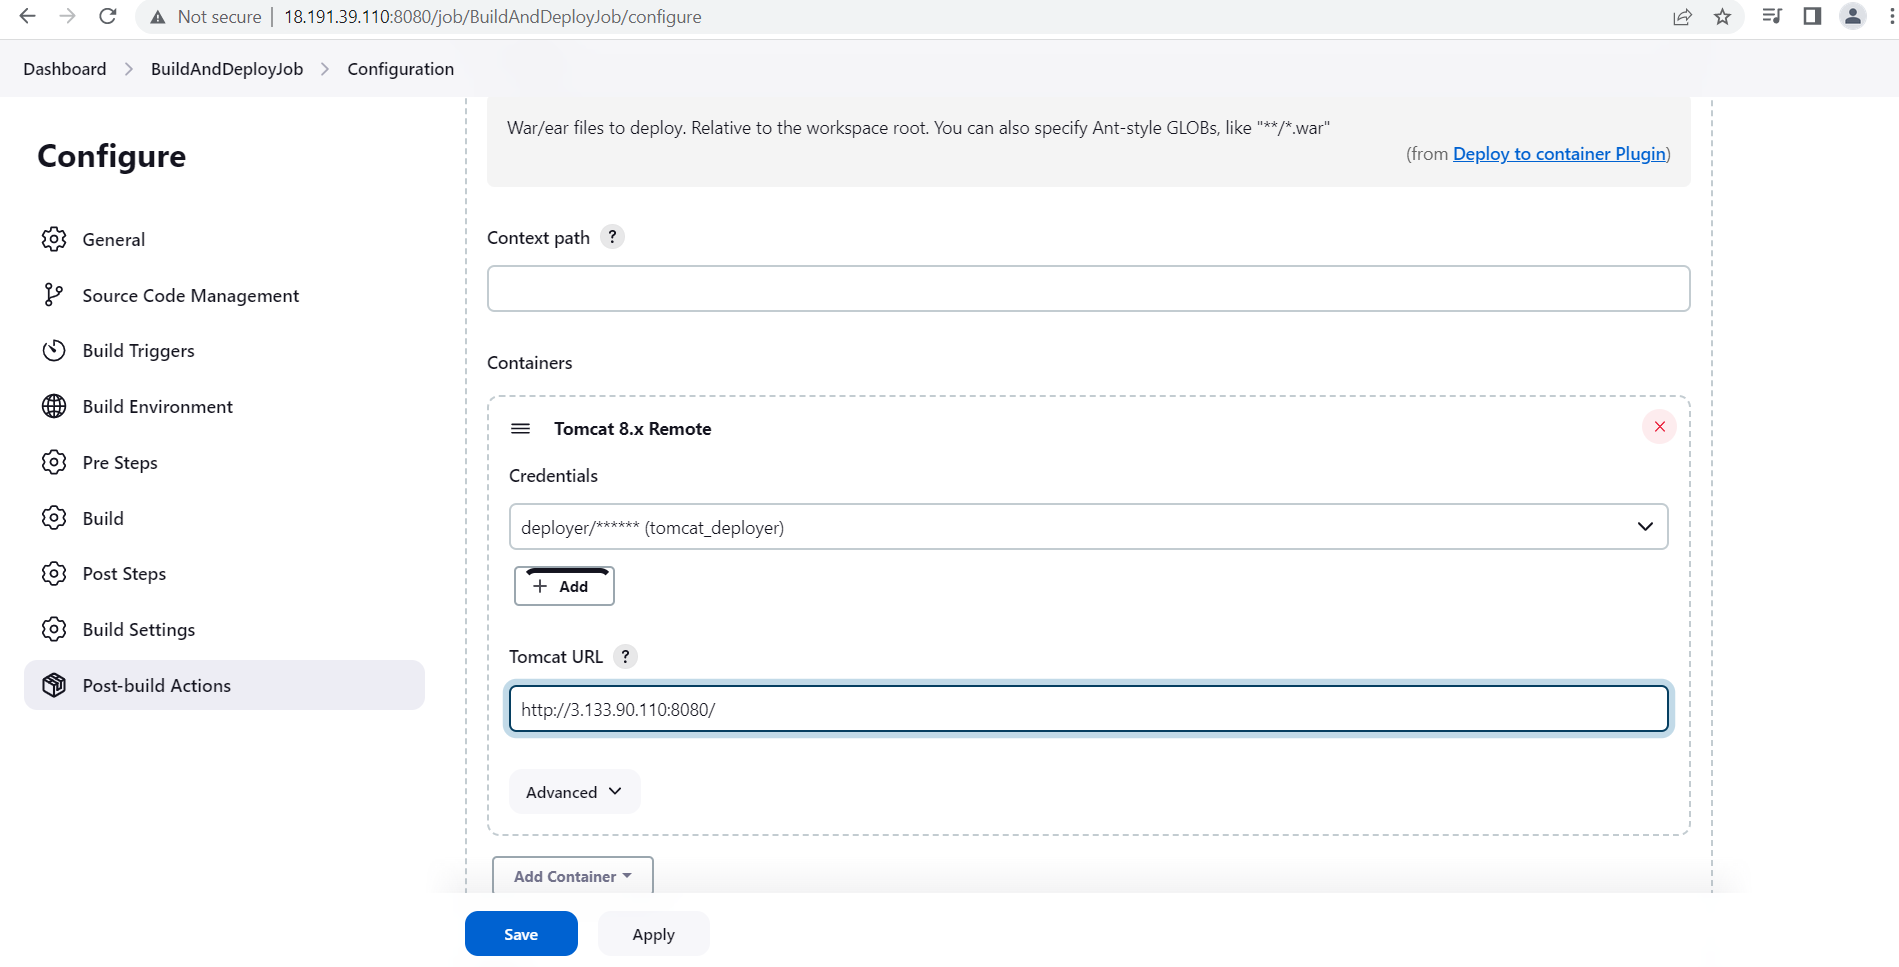 Not secure | 18.191.39.110:8080/job/BuildAndDeployJob/configure
Dashboard > BuildAndDeployJob > Configuration
Configure
General
Source Code Management
Build Triggers
Build Environment
Pre Steps
Build
Post Steps
Build Settings
Post-build Actions
War/ear files to deploy. Relative to the workspace root. You can also specify Ant-style GLOBs, like "**/*.war"
(from Deploy to container Plugin)
Context path ?
Containers
Tomcat 8.x Remote
Credentials
deployer/****** (tomcat_deployer)
+ Add
Tomcat URL ?
http://3.133.90.110:8080/
Advanced
Add Container
Save
Apply